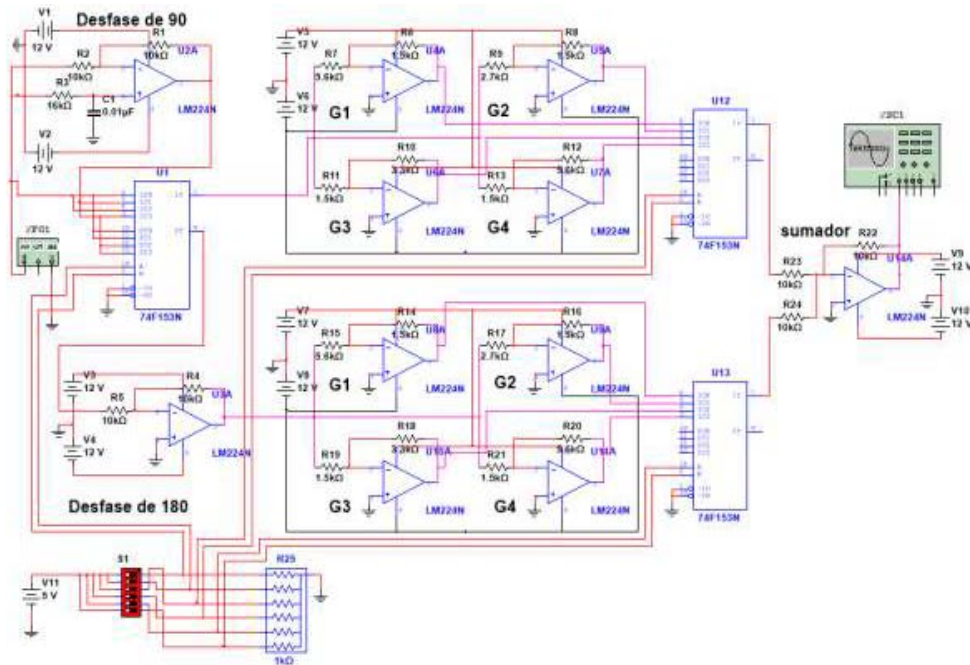 V1
12 V
Desfase de 90
R1
10kΩ
U2A
R2
10kΩ
R3
16kΩ
C1
0.01µF
LM224N
V2
12 V
U1
74F153N
V5
12 V
V6
12 V
R7
5.6kΩ
R6
1.5kΩ
U4A
LM224N
G1
R9
2.7kΩ
R8
1.5kΩ
U5A
LM224N
G2
R11
1.5kΩ
R10
3.3kΩ
U6A
LM224N
G3
R13
1.5kΩ
R12
5.6kΩ
U7A
LM224N
G4
U12
74F153N
sumador
R22
10kΩ
R23
10kΩ
R24
10kΩ
LM224N
V9
12 V
V10
12 V
V3
12 V
V4
12 V
R5
10kΩ
R4
10kΩ
U3A
LM224N
Desfase de 180
V7
12 V
V8
12 V
R15
5.6kΩ
R14
1.5kΩ
U8A
LM224N
G1
R17
2.7kΩ
R16
1.5kΩ
U9A
LM224N
G2
R19
1.5kΩ
R18
3.3kΩ
LM224N
G3
R21
1.5kΩ
R20
5.6kΩ
LM224N
G4
U13
74F153N
V11
5 V
S1
R25
1kΩ